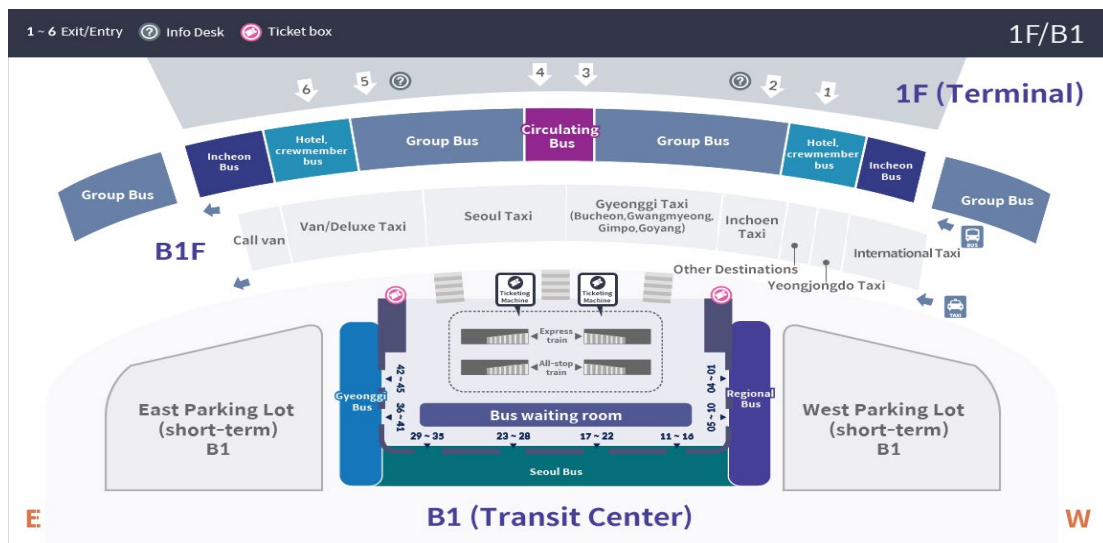 1 ~ 6 Exit/Entry ? Info Desk Ticket box
1F/B1
6
5
?
4
3
?
2
1
1F (Terminal)
Group Bus
Incheon
Bus
Hotel,
crewmember
bus
Group Bus
Circulating
Bus
Group Bus
Hotel,
crewmember
bus
Incheon
Bus
Group Bus
BUS
B1F
Call van
Van/Deluxe Taxi
Seoul Taxi
Gyeonggi Taxi
(Bucheon,Gwangmyeong,
Gimpo,Goyang)
Inchoen
Taxi
Other Destinations
Yeongjongdo Taxi
International Taxi
TAXI
Ticketing
Machine
Ticketing
Machine
Express
train
All-stop
train
Gyeonggi
Bus
42 ~ 45
36 ~ 41
Bus waiting room
01 ~ 04
05 ~ 10
Regional
Bus
29 ~ 35
23 ~ 28
17 ~ 22
11 ~ 16
Seoul Bus
East Parking Lot
(short-term)
B1
West Parking Lot
(short-term)
B1
E
B1 (Transit Center)
W